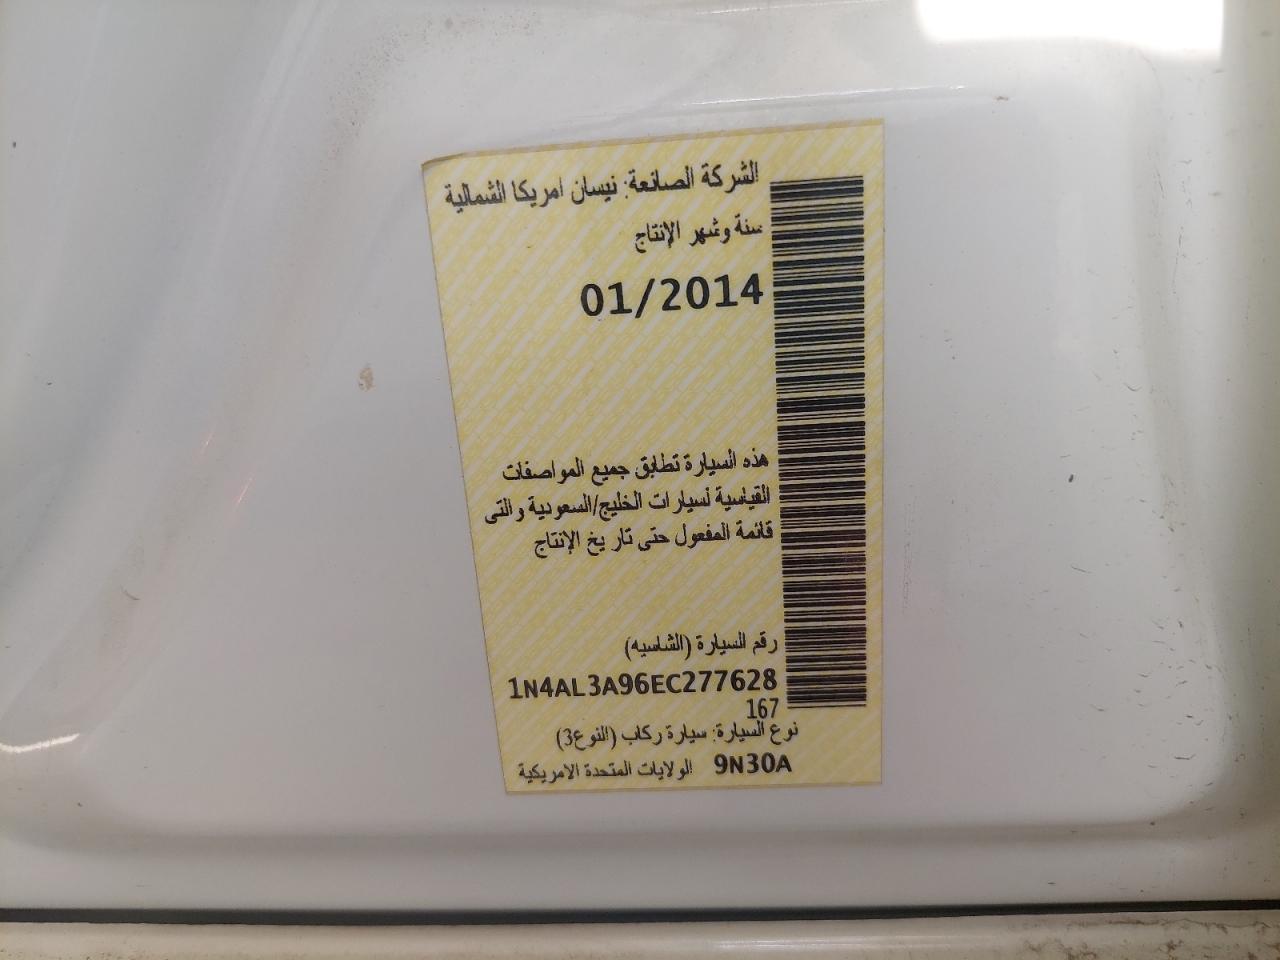 الشركة الصانعة: نيسان امريكا الشمالية
سنة وشهر الإنتاج
01/2014
هذه السيارة تطابق جميع المواصفات
القياسية لسيارات الخليج/السعودية والتى
قائمة المفعول حتى تاريخ الإنتاج
رقم السيارة (الشاسيه)
1N4AL3A96EC277628
167
نوع السيارة: سيارة ركاب (النوع3)
9N30A الولايات المتحدة الامريكية